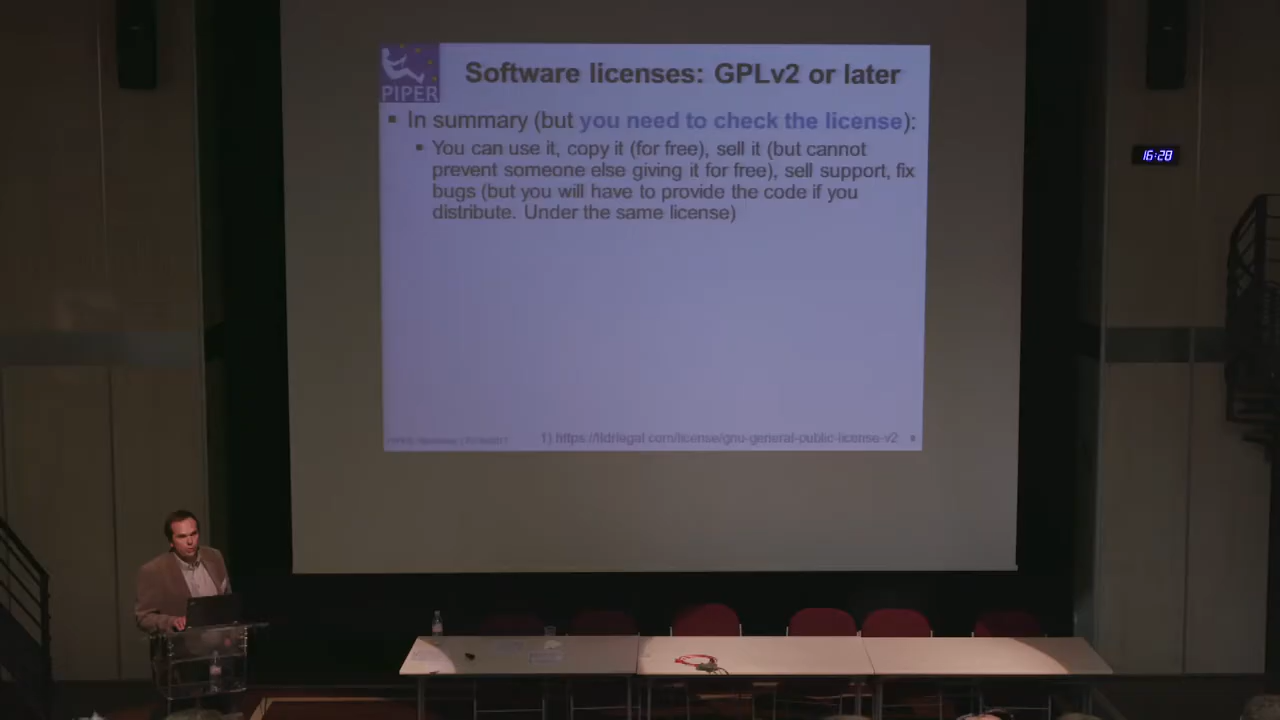 PIPER
Software licenses: GPLv2 or later
16:28
▪ In summary (but you need to check the license):
▪ You can use it, copy it (for free), sell it (but cannot
prevent someone else giving it for free), sell support, fix
bugs (but you will have to provide the code if you
distribute. Under the same license)
1) https://tldrlegal.com/license/gnu-general-public-license-v2